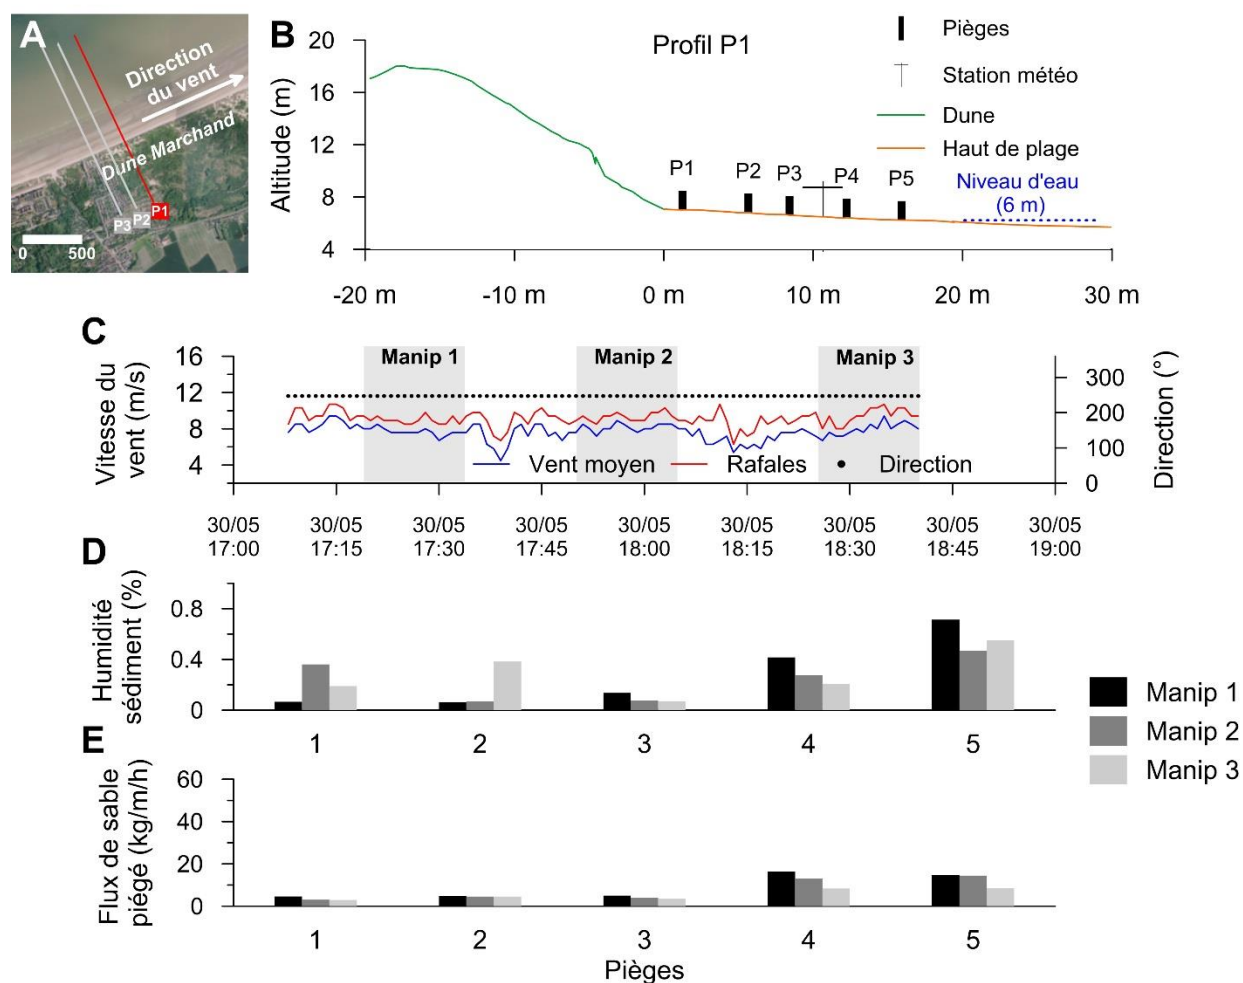 A
Direction
du vent
Dune Marchand
P3 P2 P1
0 500
B
Profil P1
Pièges
Station météo
Dune
Haut de plage
Niveau d'eau
(6 m)
Altitude (m)
20
16
12
8
4
P1 P2 P3 P4 P5
-20 m -10 m 0 m 10 m 20 m 30 m
C
Vitesse du
vent (m/s)
16
12
8
4
Manip 1 Manip 2 Manip 3
Vent moyen Rafales Direction
300
200
100
0
Direction (°)
30/05 30/05 30/05 30/05 30/05 30/05 30/05 30/05 30/05
17:00 17:15 17:30 17:45 18:00 18:15 18:30 18:45 19:00
D
Humidité
sédiment (%)
0.8
0.4
0
1 2 3 4 5
Manip 1
Manip 2
Manip 3
E
Flux de sable
piégé (kg/m/h)
60
40
20
0
1 2 3 4 5
Pièges